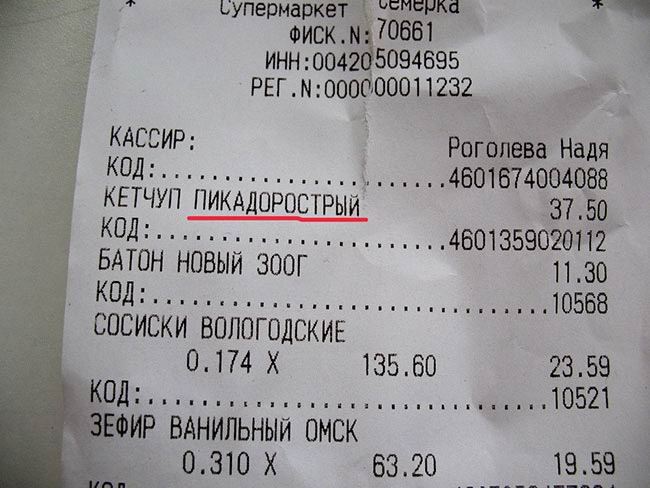 * Супермаркет семерка *
ФИСК.N:70661
ИНН:004205094695
РЕГ.N:000000011232
КАССИР: Роголева Надя
КОД:.......................4601674004088
КЕТЧУП ПИКАДОРОСТРЫЙ 37.50
КОД:.......................4601359020112
БАТОН НОВЫЙ 300Г 11.30
КОД:...............................10568
СОСИСКИ ВОЛОГОДСКИЕ
0.174 X 135.60 23.59
КОД:...............................10521
ЗЕФИР ВАНИЛЬНЫЙ ОМСК
0.310 X 63.20 19.59
КОД: